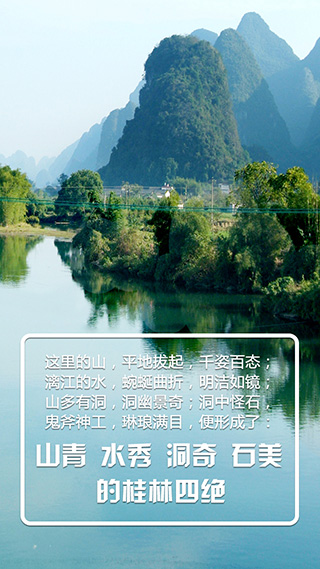 这里的山，平地拔起，千姿百态；
漓江的水，蜿蜒曲折，明洁如镜；
山多有洞，洞幽景奇；洞中怪石，
鬼斧神工，琳琅满目，便形成了：
山青 水秀 洞奇 石美
的桂林四绝